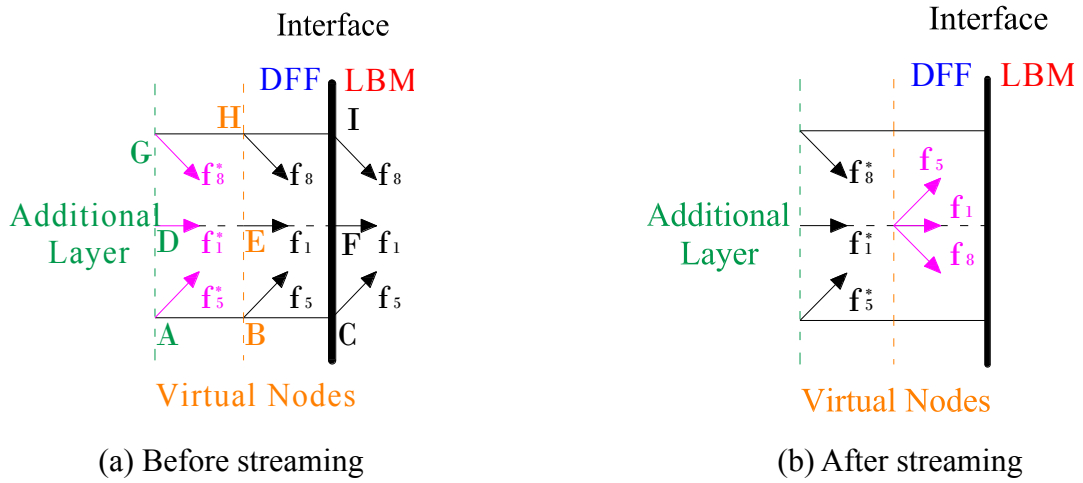 Interface
DFF LBM
H I
G
f*8 f8 f8
Additional
Layer
D f*1 E f1 F f1
f*5 f5 f5
A B C
Virtual Nodes
(a) Before streaming
Interface
DFF LBM
f*8 f5
Additional
Layer
f*1 f1
f8
f*5
Virtual Nodes
(b) After streaming